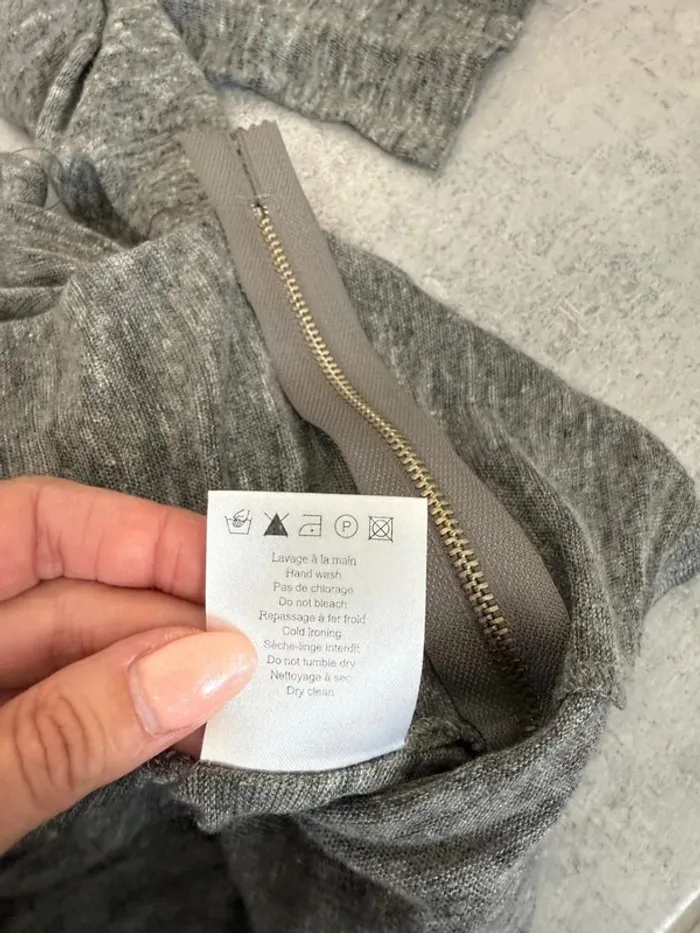 P
Lavage à la main
Hand wash
Pas de chlorage
Do not bleach
Repassage à fer froid
Cold ironing
Sèche-linge interdit
Do not tumble dry
Nettoyage à sec
Dry clean